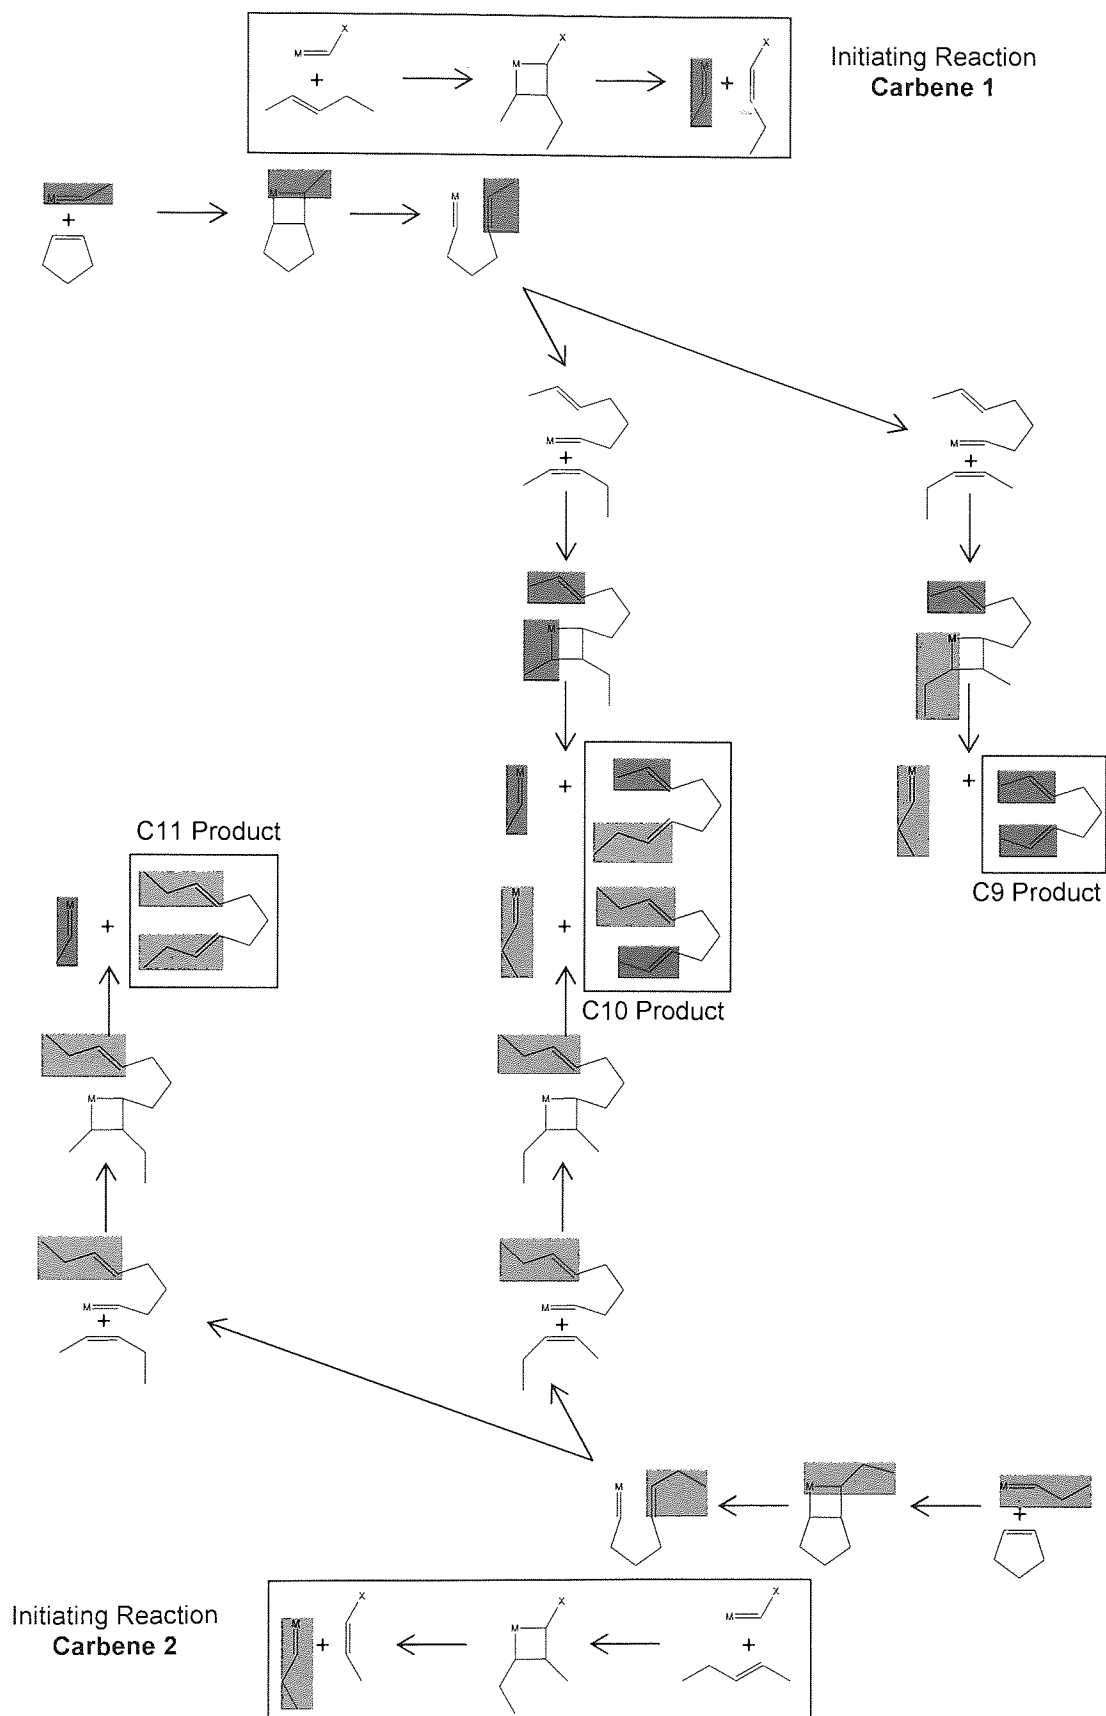 X
M
+
M
X
M
+
X
Initiating Reaction
Carbene 1
M
+
M
M
M
+
M
+
M
M
M
+
M
+
C9 Product
C11 Product
M
+
M
+
C10 Product
M
M
M
+
M
+
M
M
M
+
Initiating Reaction
Carbene 2
M
+
X
M
X
M
X
+